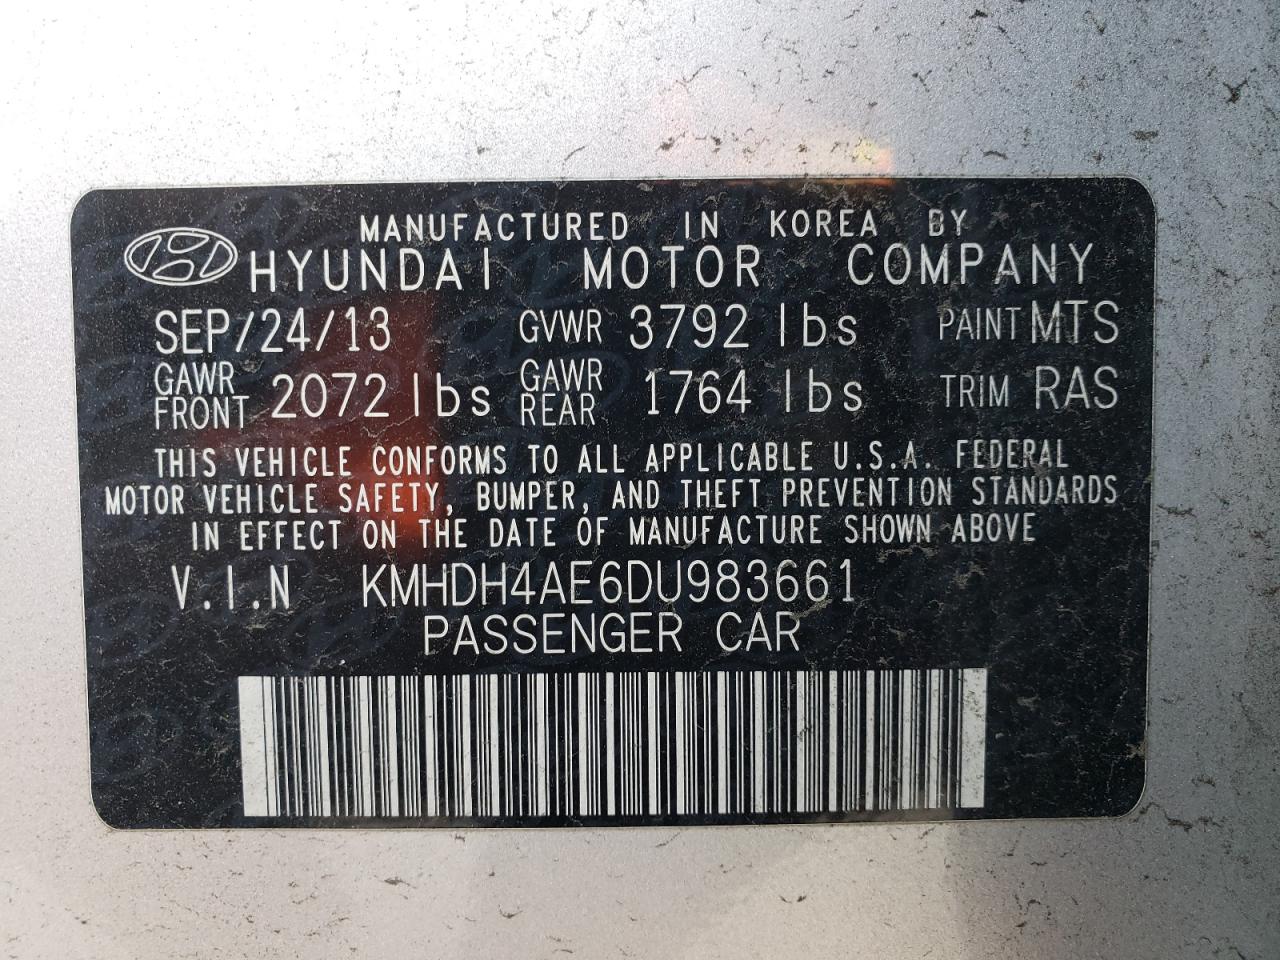 MANUFACTURED IN KOREA BY
HYUNDAI MOTOR COMPANY
SEP/24/13 GVWR 3792 lbs PAINT MTS
GAWR FRONT 2072 lbs GAWR REAR 1764 lbs TRIM RAS
THIS VEHICLE CONFORMS TO ALL APPLICABLE U.S.A. FEDERAL
MOTOR VEHICLE SAFETY, BUMPER, AND THEFT PREVENTION STANDARDS
IN EFFECT ON THE DATE OF MANUFACTURE SHOWN ABOVE
V.I.N KMHDH4AE6DU983661
PASSENGER CAR